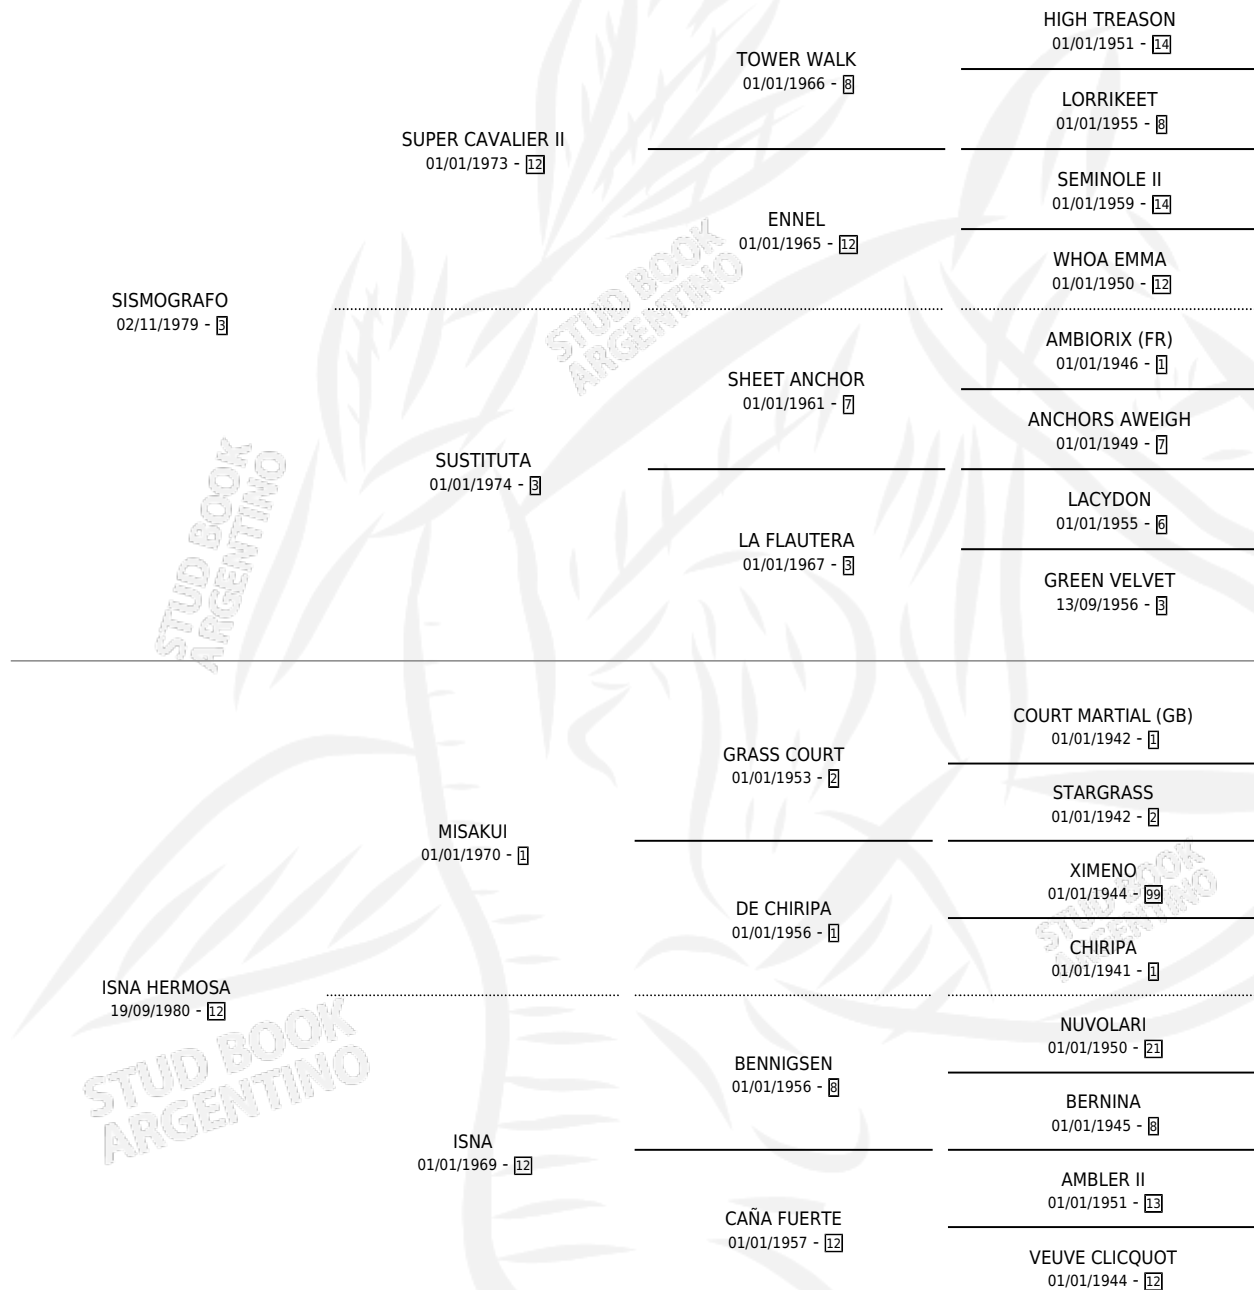 HIGH TREASON
01/01/1951 - 14
TOWER WALK
01/01/1966 - 8
LORRIKEET
01/01/1955 - 8
SUPER CAVALIER II
01/01/1973 - 12
SEMINOLE II
01/01/1959 - 14
ENNEL
01/01/1965 - 12
WHOA EMMA
01/01/1950 - 12
SISMOGRAFO
02/11/1979 - 3
STUD BOOK
ARGENTINO
AMBIORIX (FR)
01/01/1946 - 1
SHEET ANCHOR
01/01/1961 - 7
ANCHORS AWEIGH
01/01/1949 - 7
SUSTITUTA
01/01/1974 - 3
LACYDON
01/01/1955 - 6
LA FLAUTERA
01/01/1967 - 3
GREEN VELVET
13/09/1956 - 3
STUD BOOK
ARGENTINO
COURT MARTIAL (GB)
01/01/1942 - 1
GRASS COURT
01/01/1953 - 2
STARGRASS
01/01/1942 - 2
MISAKUI
01/01/1970 - 1
XIMENO
01/01/1944 - 99
DE CHIRIPA
01/01/1956 - 1
STUD BOOK
ARGENTINO
CHIRIPA
01/01/1941 - 1
ISNA HERMOSA
19/09/1980 - 12
NUVOLARI
01/01/1950 - 21
STUD BOOK
ARGENTINO
BENNIGSEN
01/01/1956 - 8
BERNINA
01/01/1945 - 8
ISNA
01/01/1969 - 12
AMBLER II
01/01/1951 - 13
CAÑA FUERTE
01/01/1957 - 12
VEUVE CLICQUOT
01/01/1944 - 12